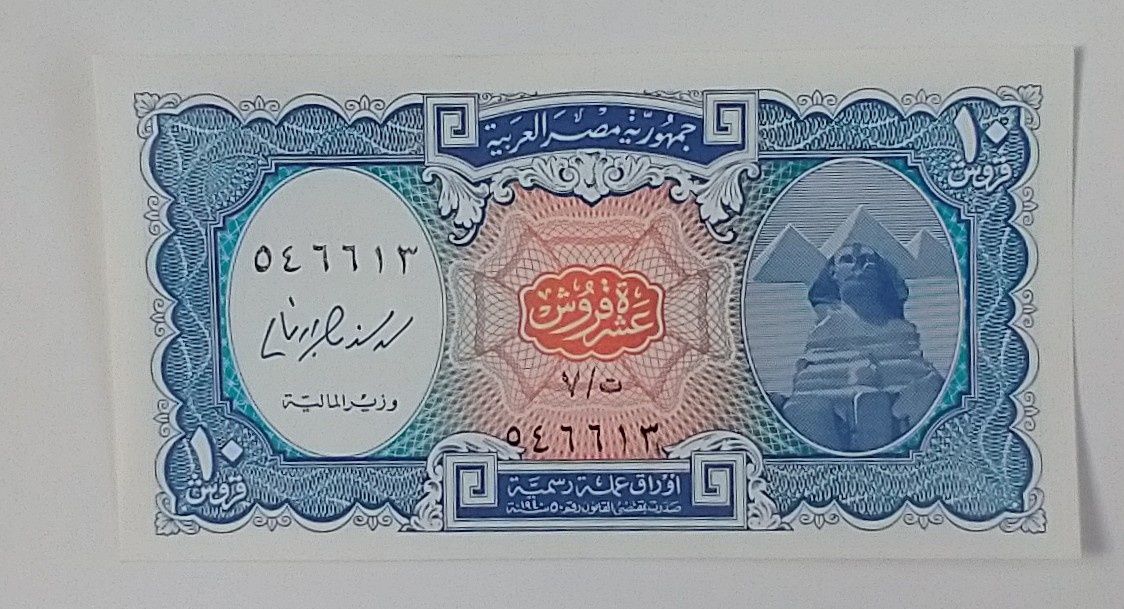 جمهورية مصر العربية
١٠
قروش
٥٤٦٦١٣
عشرة قروش
وزير المالية
ت/٧
٥٤٦٦١٣
١٠
قروش
أوراق عملة رسمية
صدرت بمقتضى القانون رقم ٥٠ سنة ١٩٤٠